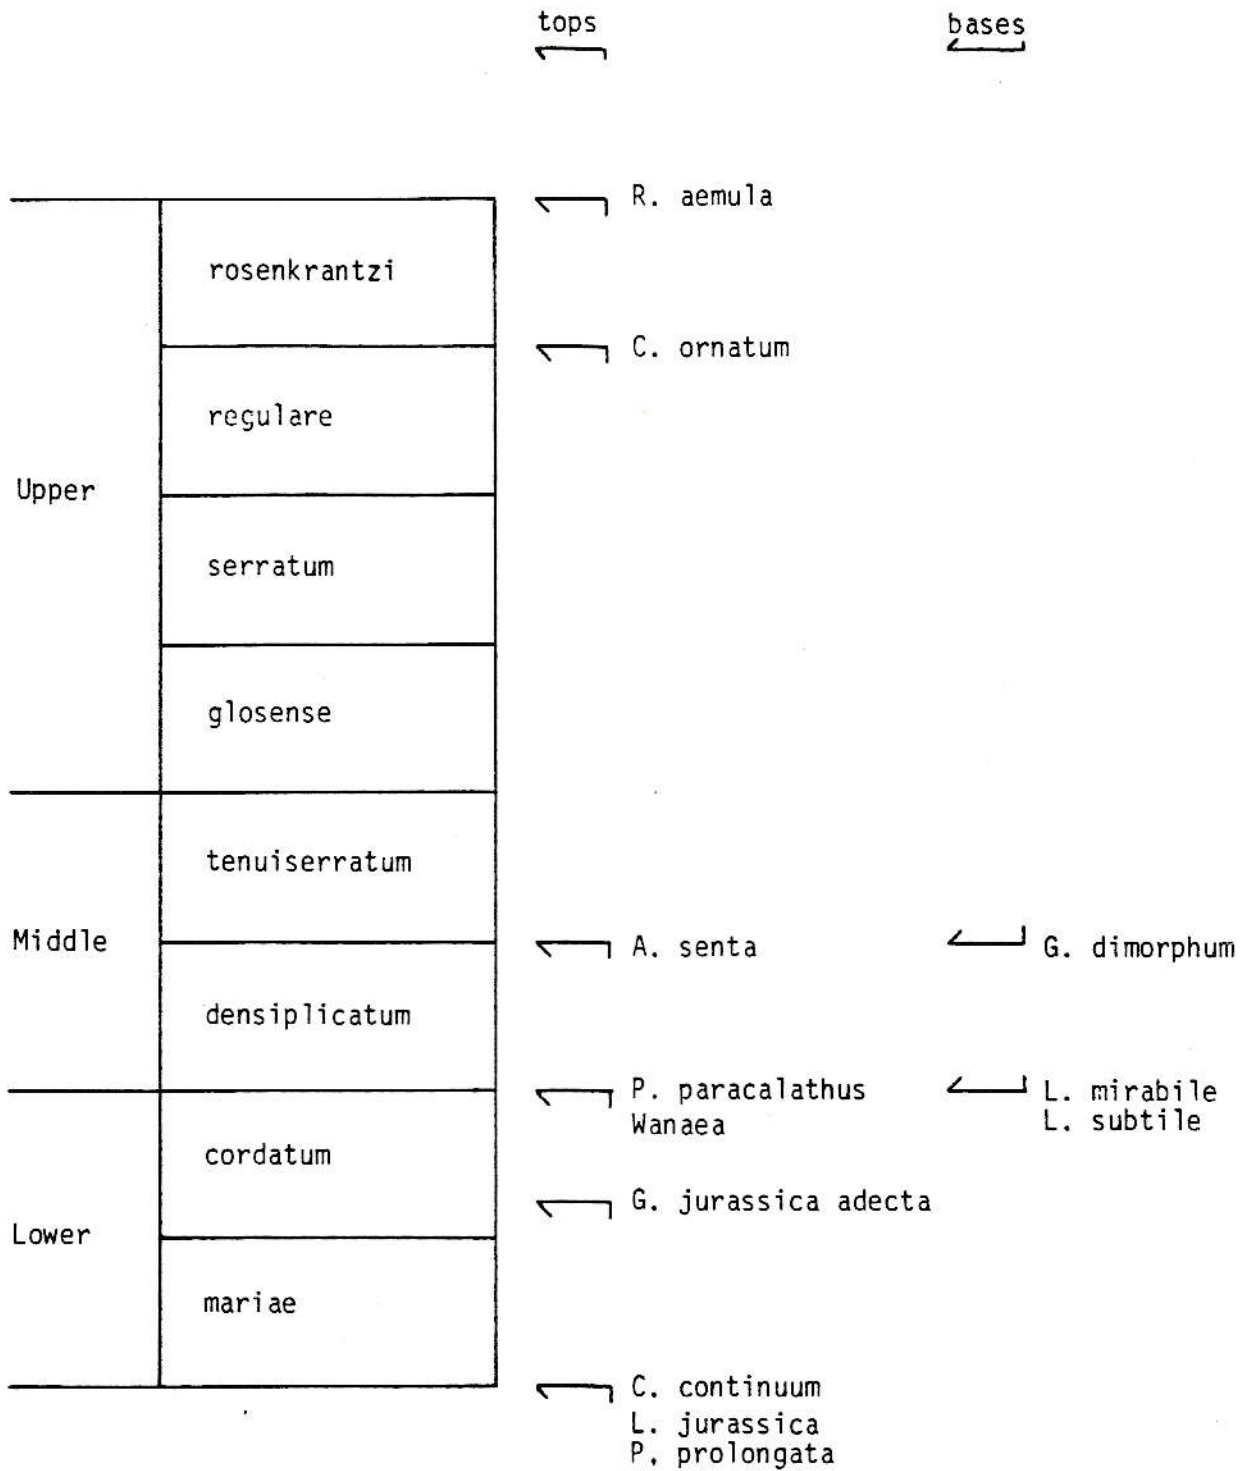 tops
bases
R. aemula
rosenkrantzi
C. ornatum
regulare
Upper
serratum
glosense
tenuiserratum
Middle
A. senta
G. dimorphum
densiplicatum
P. paracalathus
Wanaea
L. mirabile
L. subtile
cordatum
G. jurassica adecta
Lower
mariae
C. continuum
L. jurassica
P. prolongata